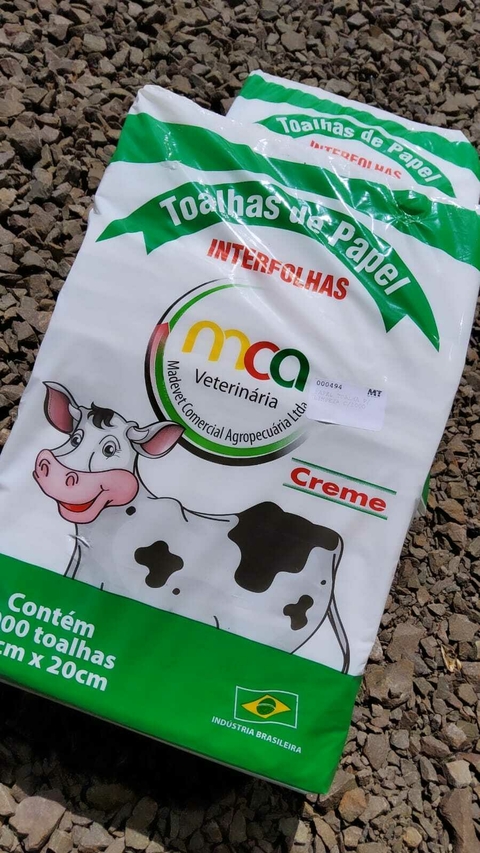 Toalhas de Papel
INTERFOLHAS
Toalhas de Papel
INTERFOLHAS
mca
Veterinária
Madevet Comercial Agropecuária Ltda
000494 MT
Creme
Contém
000 toalhas
cm x 20cm
INDÚSTRIA BRASILEIRA